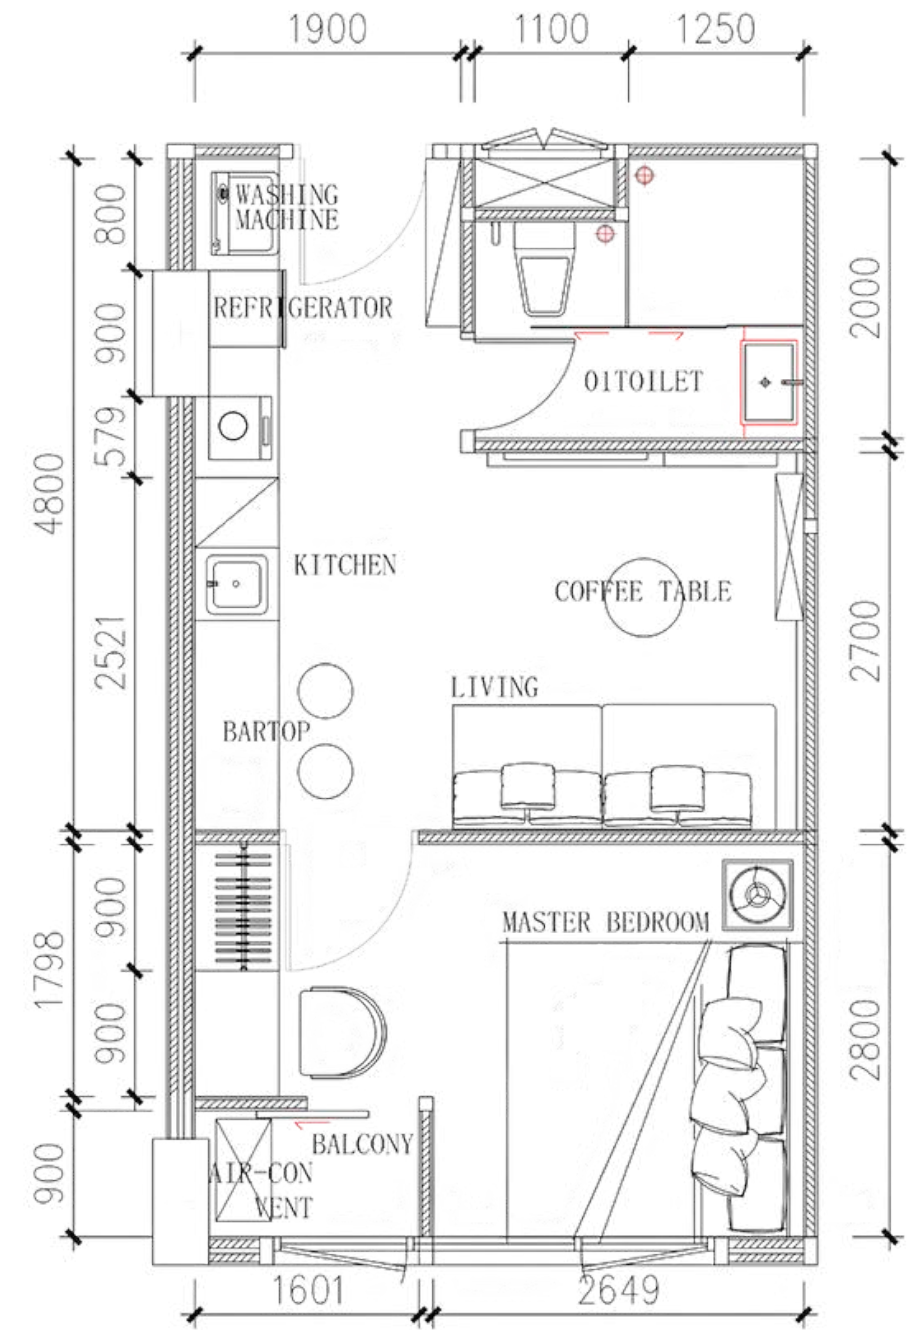 1900
1100
1250
800
WASHING
MACHINE
900
REFRIGERATOR
2000
579
01TOILET
4800
KITCHEN
COFFEE TABLE
2521
2700
LIVING
BARTOP
900
MASTER BEDROOM
1798
900
2800
BALCONY
900
AIR-CON
VENT
1601
2649